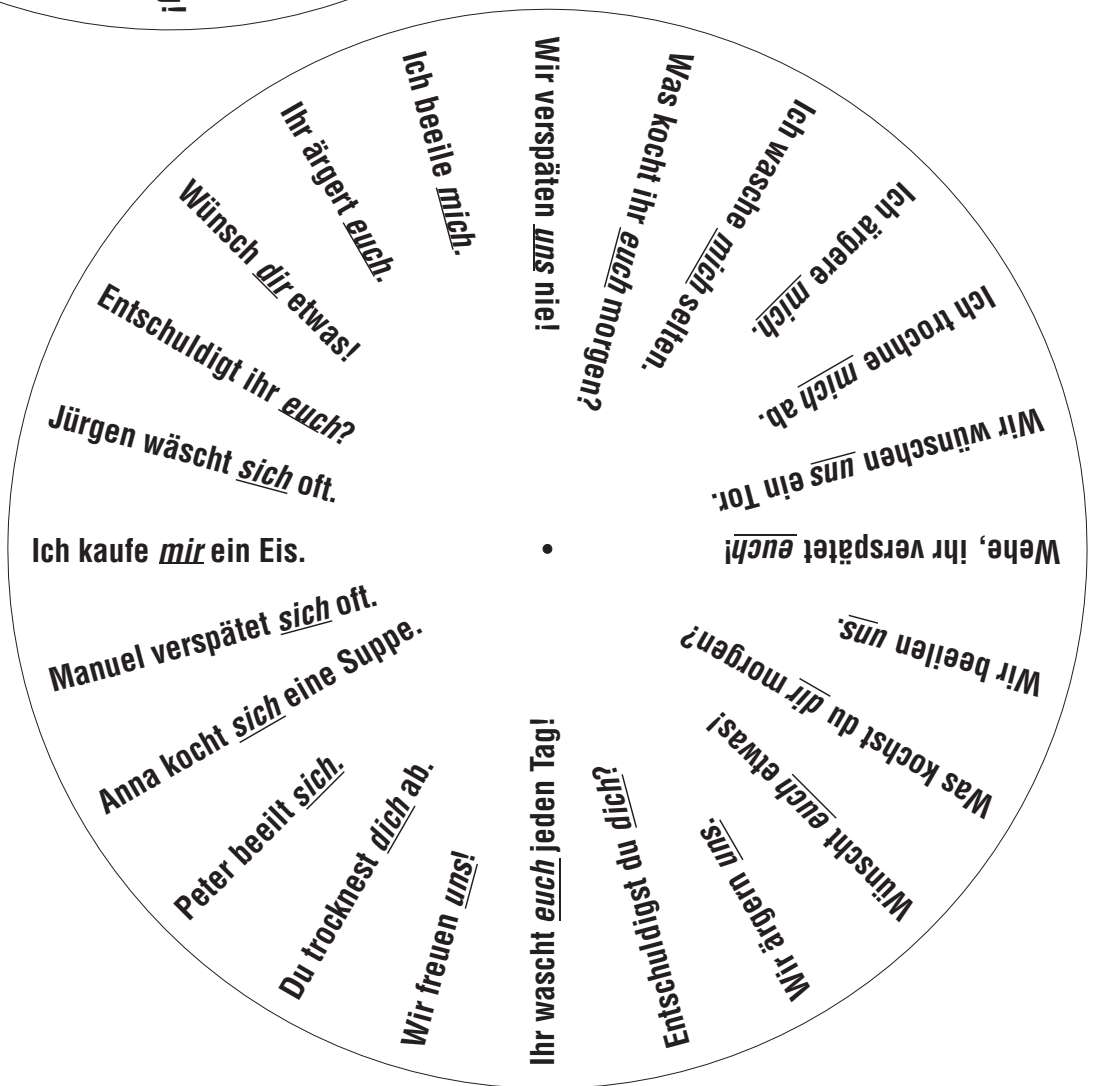 g!
Wir verspäten uns nie!
Was kocht ihr euch morgen?
Ich wasche mich selten.
Ich ärgere mich.
Ich trochne mich ab.
Wir wünschen uns ein Tor.
Wehe, ihr verspätet euch!
Wir beeilen uns.
Was kochst du dir morgen?
Wünscht euch etwas!
Wir ärgern uns.
Entschuldigst du dich?
Ihr wascht euch jeden Tag!
Wir freuen uns!
Du trocknest dich ab.
Peter beeilt sich.
Anna kocht sich eine Suppe.
Manuel verspätet sich oft.
Ich kaufe mir ein Eis.
Jürgen wäscht sich oft.
Entschuldigt ihr euch?
Wünsch dir etwas!
Ihr ärgert euch.
Ich beeile mich.